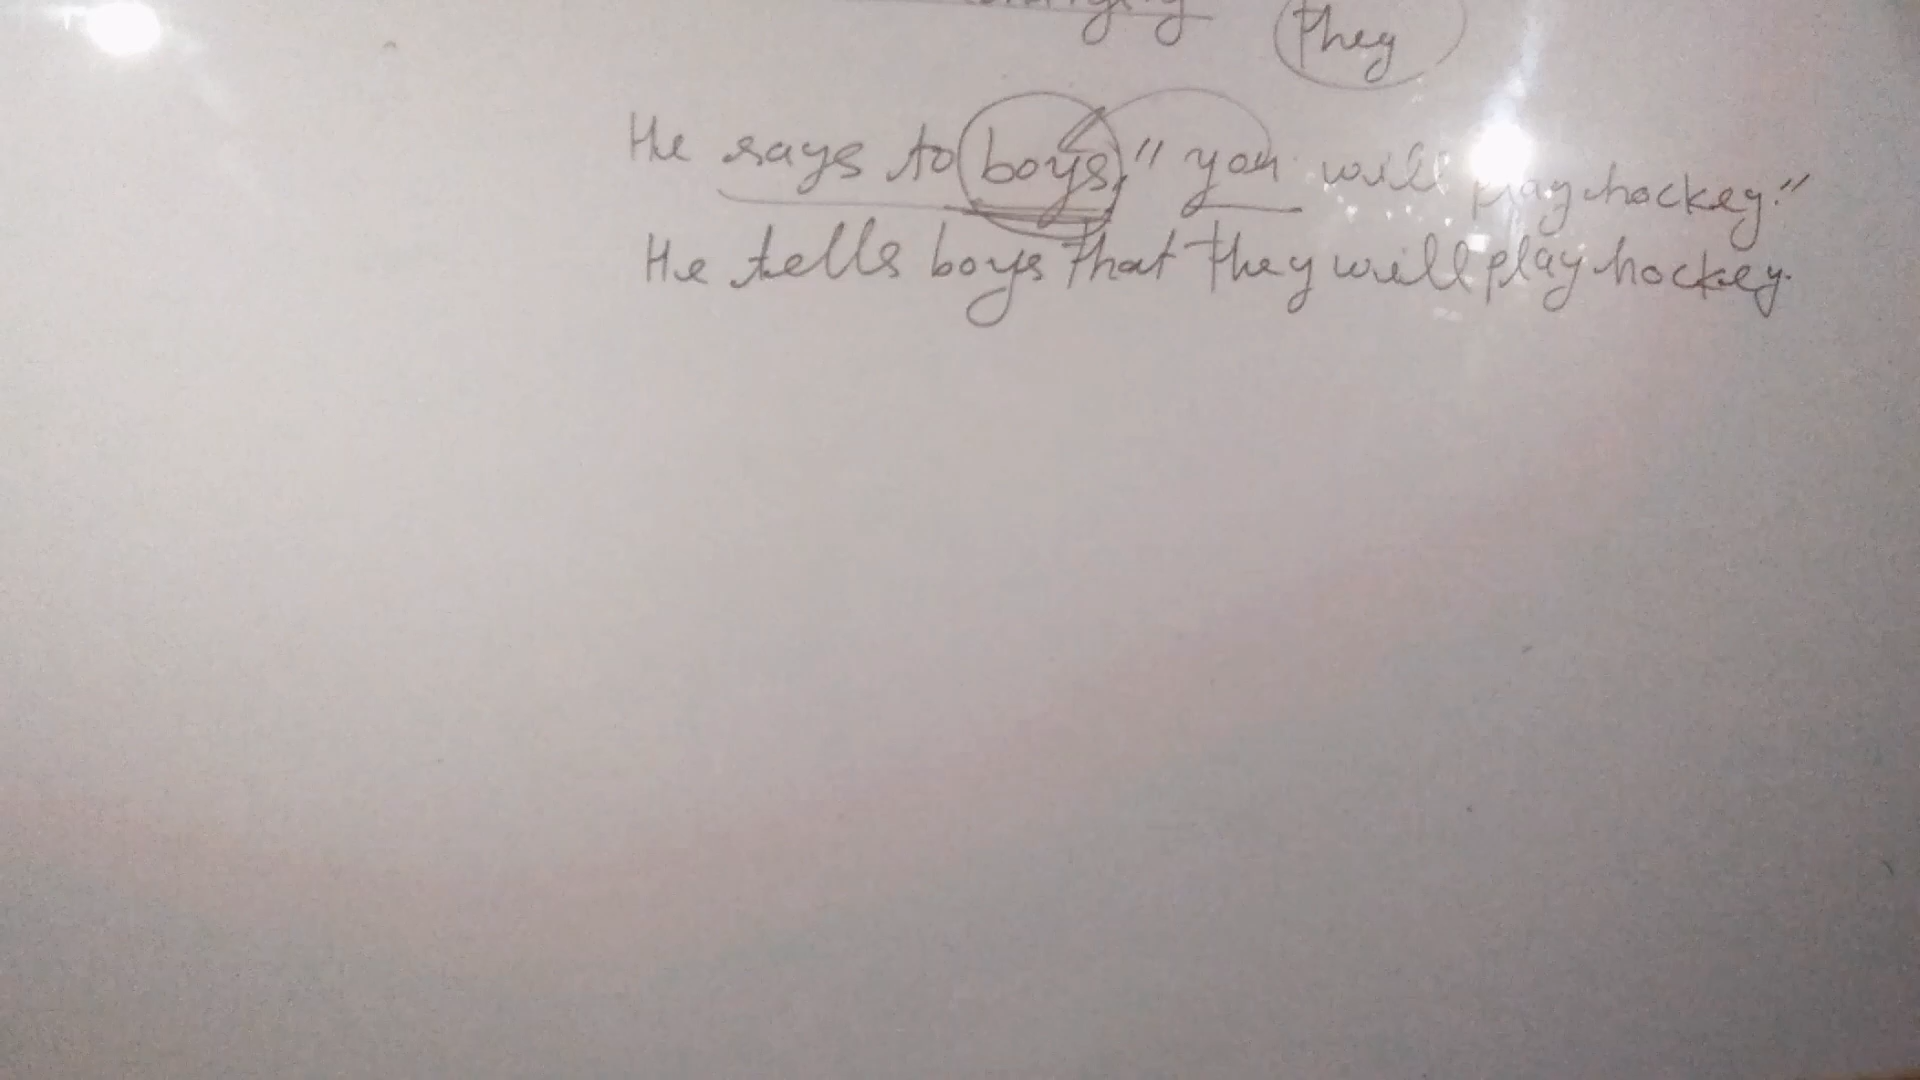 they
He says to boys," you will play hockey."
He tells boys that they will play hockey.